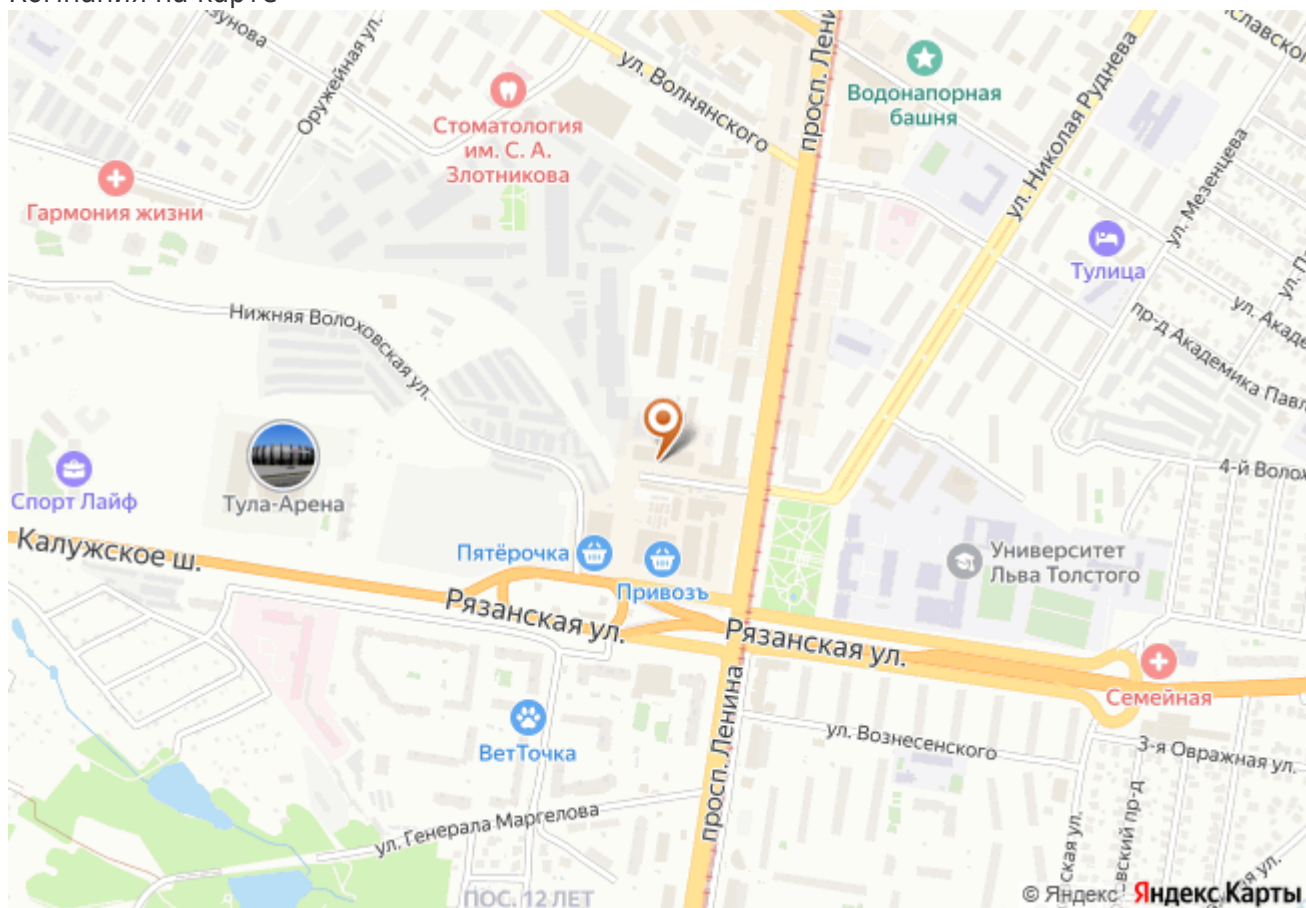 просп. Лени
ул. Волнянского
Оружейная ул.
Водонапорная
башня
Стоматология
им. С. А.
Злотникова
ул. Николая Руднева
ул. Мезенцева
Гармония жизни
Тулица
Нижняя Волоховская ул.
пр-д Академика Павл
ул. Акаде
Спорт Лайф
Тула-Арена
4-й Волох
Калужское ш.
Пятёрочка
Привозъ
Университет
Льва Толстого
Рязанская ул.
Рязанская ул.
Семейная
просп. Ленина
ВетТочка
ул. Вознесенского
3-я Овражная ул.
ул. Генерала Маргелова
ПОС. 12 ЛЕТ
© Яндекс Яндекс Карты